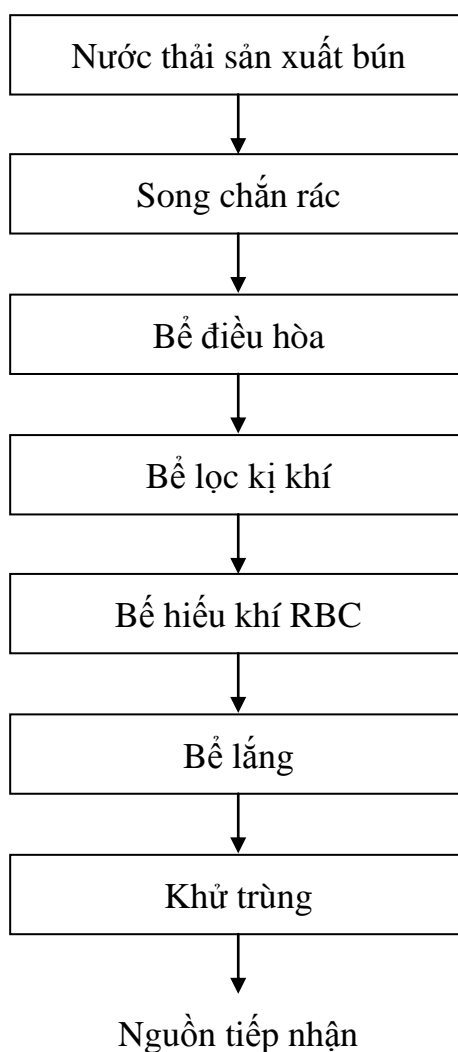 Nước thải sản xuất bún
Song chắn rác
Bể điều hòa
Bể lọc kị khí
Bế hiếu khí RBC
Bể lắng
Khử trùng
Nguồn tiếp nhận